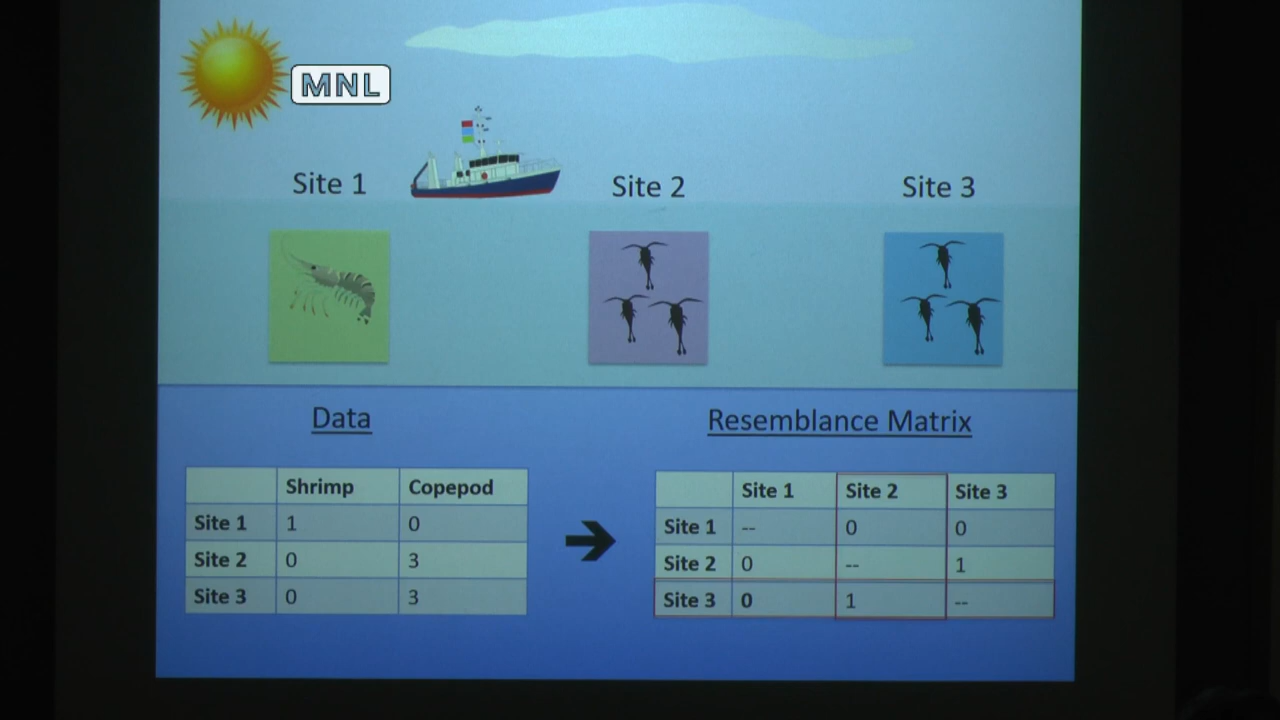 MNL
Site 1 Site 2 Site 3
Data
Resemblance Matrix
Shrimp Copepod
Site 1 1 0
Site 2 0 3
Site 3 0 3
Site 1 Site 2 Site 3
Site 1 -- 0 0
Site 2 0 -- 1
Site 3 0 1 --